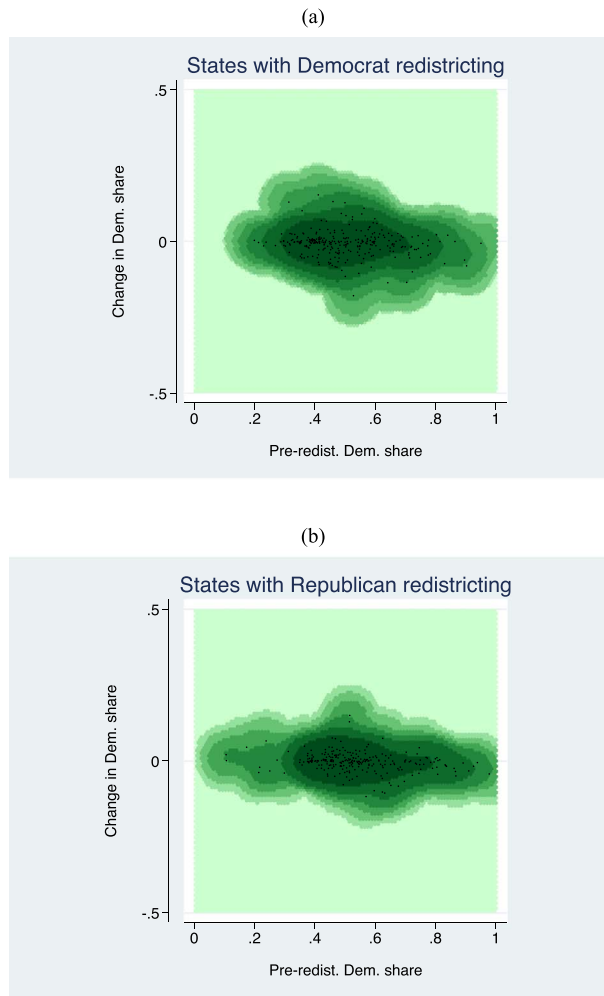 (a)
States with Democrat redistricting
.5
Change in Dem. share
0
-.5
0 .2 .4 .6 .8 1
Pre-redist. Dem. share
(b)
States with Republican redistricting
.5
Change in Dem. share
0
-.5
0 .2 .4 .6 .8 1
Pre-redist. Dem. share